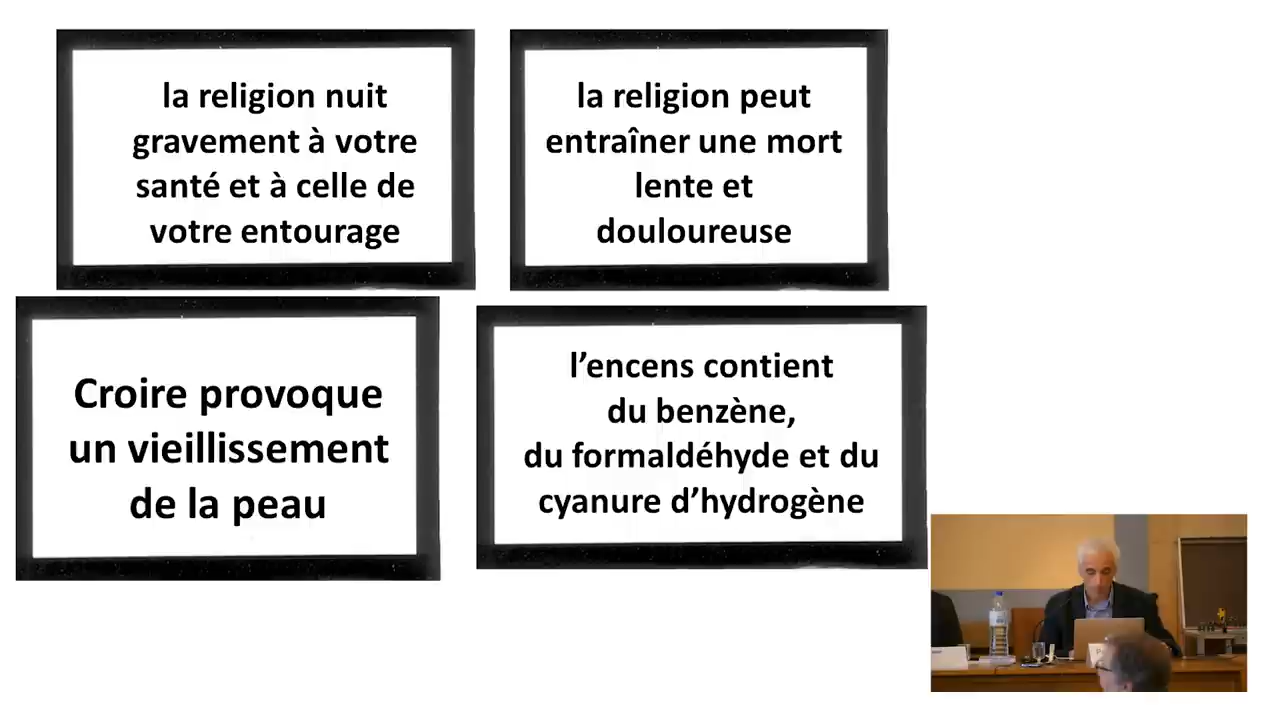 la religion nuit
gravement à votre
santé et à celle de
votre entourage
la religion peut
entraîner une mort
lente et
douloureuse
Croire provoque
un vieillissement
de la peau
l’encens contient
du benzène,
du formaldéhyde et du
cyanure d’hydrogène